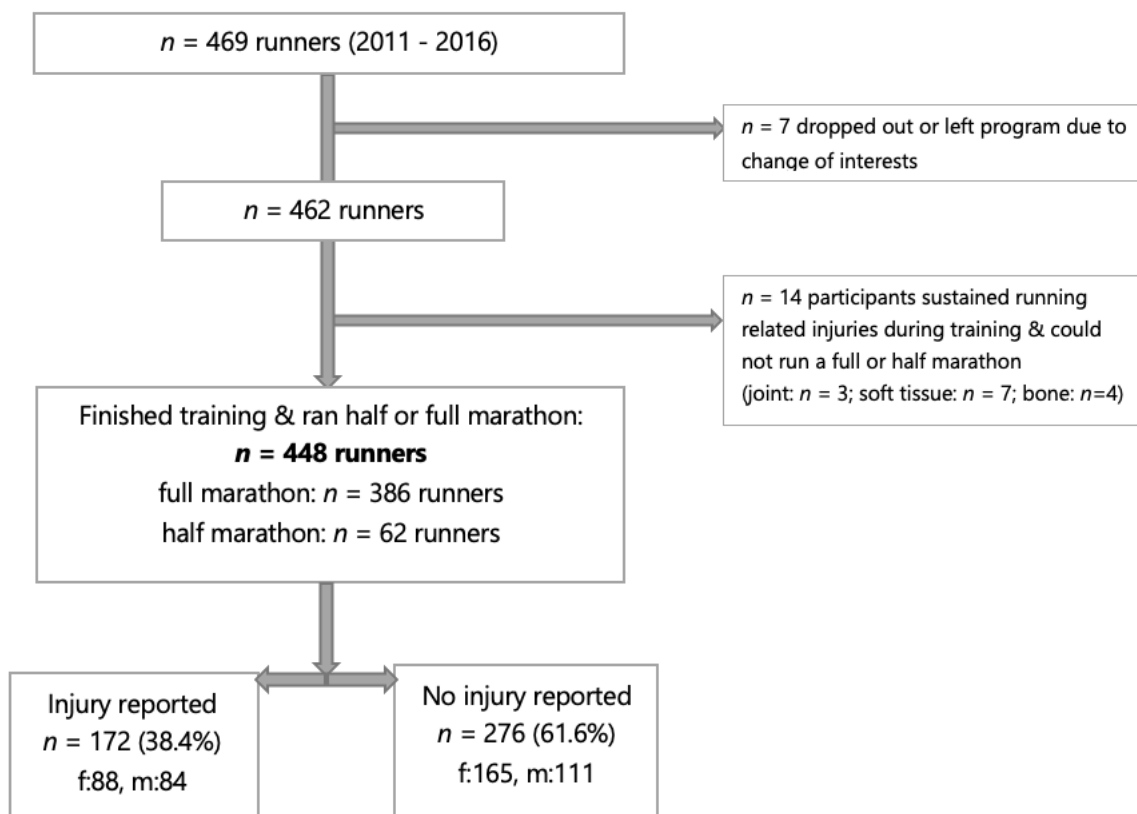 n = 469 runners (2011 - 2016)
n = 7 dropped out or left program due to
change of interests
n = 462 runners
n = 14 participants sustained running
related injuries during training & could
not run a full or half marathon
(joint: n = 3; soft tissue: n = 7; bone: n=4)
Finished training & ran half or full marathon:
n = 448 runners
full marathon: n = 386 runners
half marathon: n = 62 runners
Injury reported
n = 172 (38.4%)
f:88, m:84
No injury reported
n = 276 (61.6%)
f:165, m:111